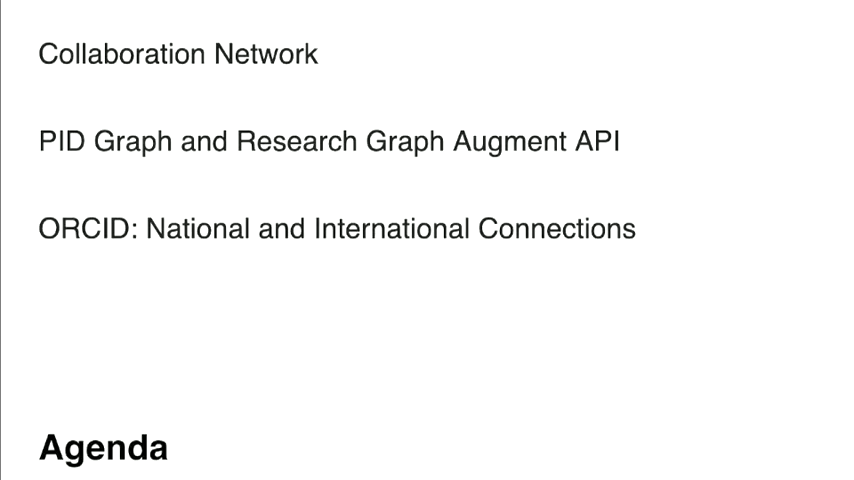 Collaboration Network
PID Graph and Research Graph Augment API
ORCID: National and International Connections
Agenda